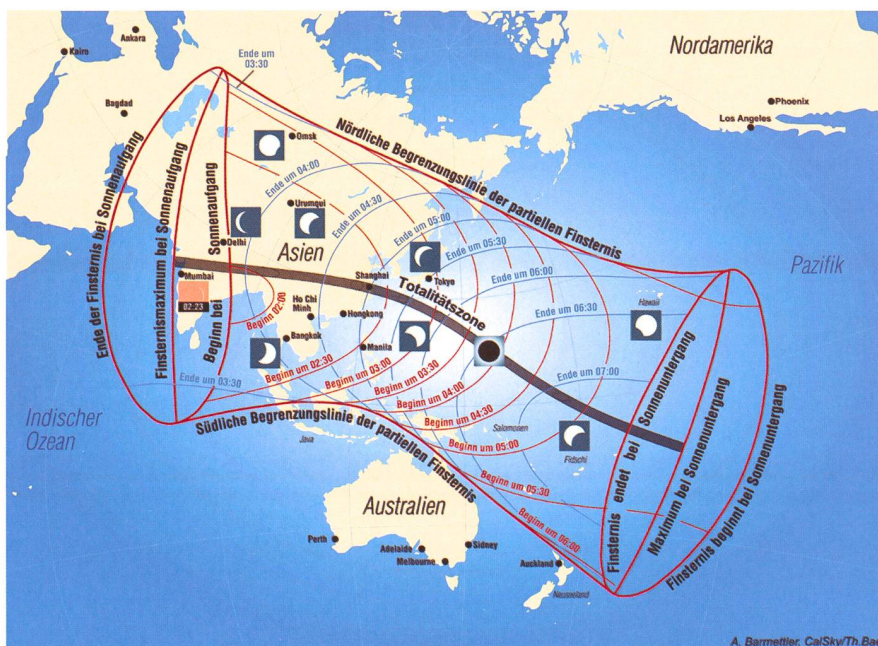 Nordamerika
Ankara
Kairo
Ende um
03:30
Bagdad
Phoenix
Los Angeles
Omsk
Nördliche Begrenzungslinie der partiellen Finsternis
Ende der Finsternis bei Sonnenaufgang
Finsternismaximum bei Sonnenaufgang
Beginn bei Sonnenaufgang
Ende um 04:00
Ende um 04:30
Ende um 05:00
Ende um 05:30
Ende um 06:00
Ende um 06:30
Ende um 07:00
Urumqui
Delhi
Asien
Shanghai
Tokyo
Totalitätszone
Pazifik
Mumbai
02:23
Beginn um 02:00
Ho Chi
Minh
Hongkong
Bangkok
Manila
Hawaii
Beginn um 02:30
Beginn um 03:00
Beginn um 03:30
Beginn um 04:00
Beginn um 04:30
Beginn um 05:00
Beginn um 05:30
Beginn um 06:00
Ende um 03:30
Indischer
Ozean
Südliche Begrenzungslinie der partiellen Finsternis
Java
Salomonen
Fidschi
Finsternis endet bei Sonnenuntergang
Maximum bei Sonnenuntergang
Finsternis beginnt bei Sonnenuntergang
Australien
Perth
Adelaide
Melbourne
Sidney
Auckland
Neuseeland
A. Barmettler, CalSky/Th.Bae